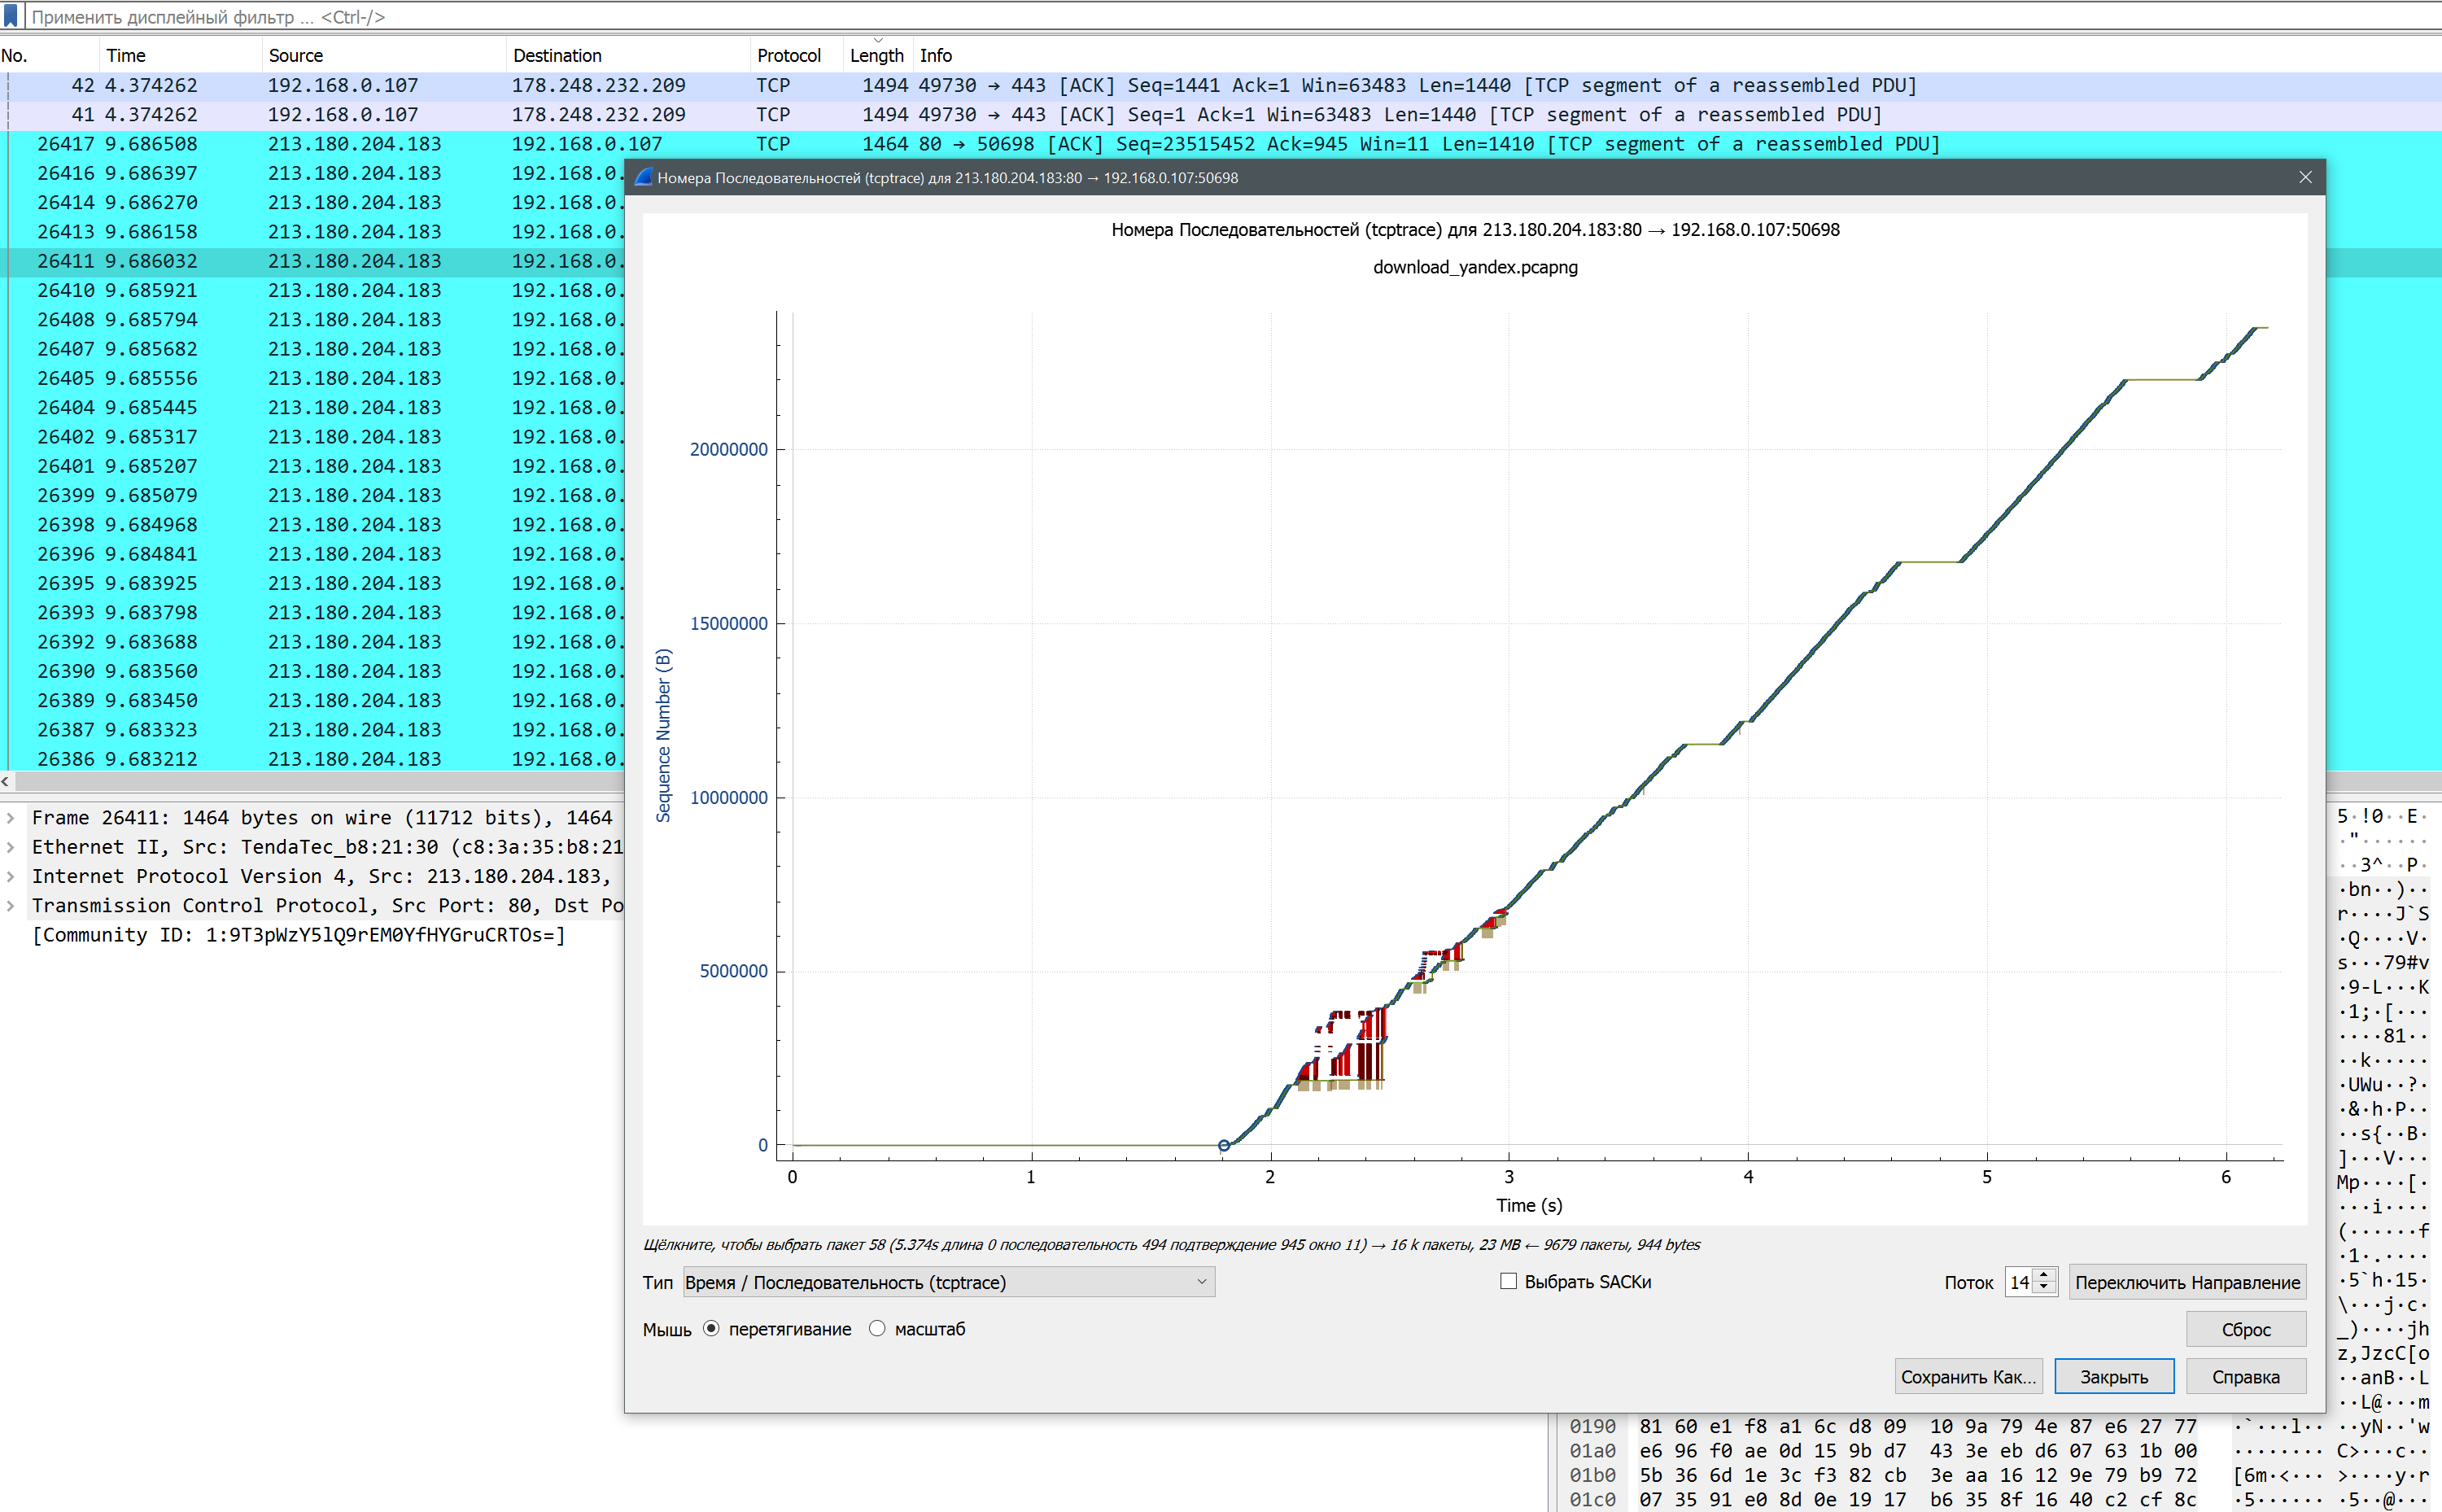 Применить дисплейный фильтр ... <Ctrl-/>
No. Time Source Destination Protocol Length Info
42 4.374262 192.168.0.107 178.248.232.209 TCP 1494 49730 → 443 [ACK] Seq=1441 Ack=1 Win=63483 Len=1440 [TCP segment of a reassembled PDU]
41 4.374262 192.168.0.107 178.248.232.209 TCP 1494 49730 → 443 [ACK] Seq=1 Ack=1 Win=63483 Len=1440 [TCP segment of a reassembled PDU]
26417 9.686508 213.180.204.183 192.168.0.107 TCP 1464 80 → 50698 [ACK] Seq=23515452 Ack=945 Win=11 Len=1410 [TCP segment of a reassembled PDU]
26416 9.686397 213.180.204.183 192.168.0.
26414 9.686270 213.180.204.183 192.168.0.
26413 9.686158 213.180.204.183 192.168.0.
26411 9.686032 213.180.204.183 192.168.0.
26410 9.685921 213.180.204.183 192.168.0.
26408 9.685794 213.180.204.183 192.168.0.
26407 9.685682 213.180.204.183 192.168.0.
26405 9.685556 213.180.204.183 192.168.0.
26404 9.685445 213.180.204.183 192.168.0.
26402 9.685317 213.180.204.183 192.168.0.
26401 9.685207 213.180.204.183 192.168.0.
26399 9.685079 213.180.204.183 192.168.0.
26398 9.684968 213.180.204.183 192.168.0.
26396 9.684841 213.180.204.183 192.168.0.
26395 9.683925 213.180.204.183 192.168.0.
26393 9.683798 213.180.204.183 192.168.0.
26392 9.683688 213.180.204.183 192.168.0.
26390 9.683560 213.180.204.183 192.168.0.
26389 9.683450 213.180.204.183 192.168.0.
26387 9.683323 213.180.204.183 192.168.0.
26386 9.683212 213.180.204.183 192.168.0.
Frame 26411: 1464 bytes on wire (11712 bits), 1464
Ethernet II, Src: TendaTec_b8:21:30 (c8:3a:35:b8:21
Internet Protocol Version 4, Src: 213.180.204.183,
Transmission Control Protocol, Src Port: 80, Dst Po
[Community ID: 1:9T3pWzY5lQ9rEM0YfHYGruCRTOs=]
Номера Последовательностей (tcptrace) для 213.180.204.183:80 → 192.168.0.107:50698
Номера Последовательностей (tcptrace) для 213.180.204.183:80 → 192.168.0.107:50698
download_yandex.pcapng
Sequence Number (B)
20000000
15000000
10000000
5000000
0
0 1 2 3 4 5 6
Time (s)
Щёлкните, чтобы выбрать пакет 58 (5.374s длина 0 последовательность 494 подтверждение 945 окно 11) → 16 k пакеты, 23 MB ← 9679 пакеты, 944 bytes
Тип Время / Последовательность (tcptrace) Выбрать SACKи Поток 14 Переключить Направление
Мышь перетягивание масштаб Сброс
Сохранить Как... Закрыть Справка
5·!0··E·
·"······
··3^··P·
·bn··)··
r····J`S
·Q····V·
s···79#v
·9-L···K
1;·[····
····81··
··k·····
·UWu··?·
·&·h·P··
··s{··B·
]···V···
Mp····[·
···i····
(······f
·1·.····
·5`h·15·
\···j·c·
_)····jh
z,JzcC[o
··anB··L
··L@···m
0190 81 60 e1 f8 a1 6c d8 09 10 9a 79 4e 87 e6 27 77 ·`···l·· ··yN··'w
01a0 e6 96 f0 ae 0d 15 9b d7 43 3e eb d6 07 63 1b 00 ········ C>···c··
01b0 5b 36 6d 1e 3c f3 82 cb 3e aa 16 12 9e 79 b9 72 [6m·<··· >····y·r
01c0 07 35 91 e0 8d 0e 19 17 b6 35 8f 16 40 c2 cf 8c ·5······ ·5··@···